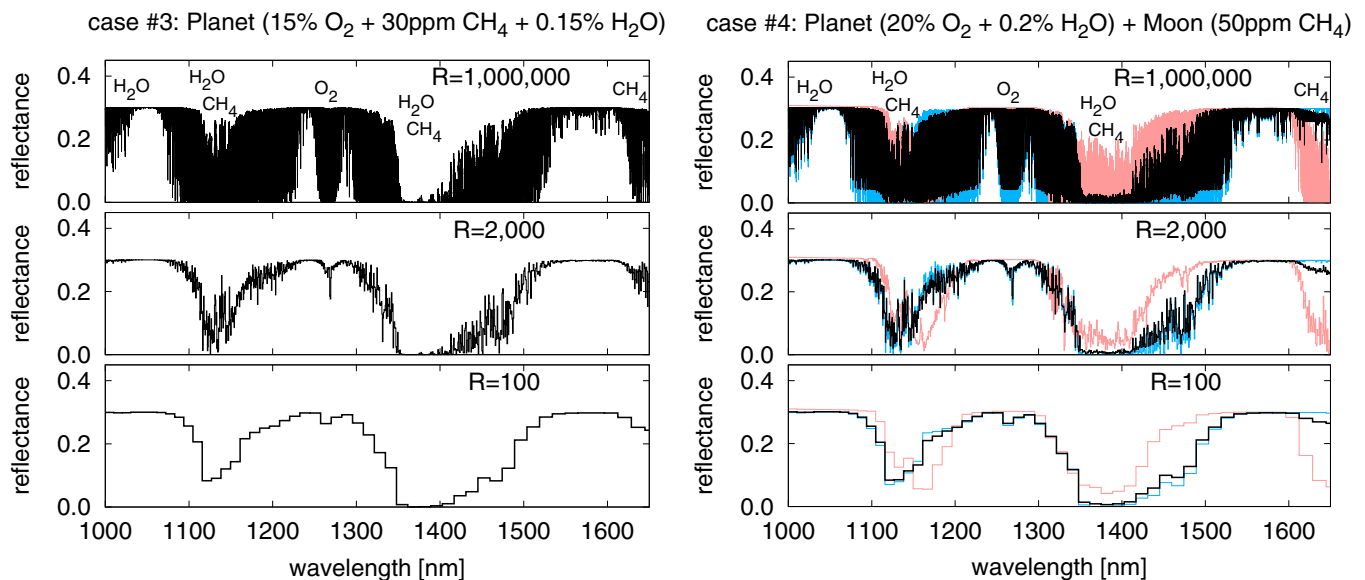 case #3: Planet (15% O2 + 30ppm CH4 + 0.15% H2O)
0.4
0.2
0.0
reflectance
H2O
H2O
CH4
O2
H2O
CH4
CH4
R=1,000,000
0.4
0.2
0.0
reflectance
R=2,000
0.4
0.2
0.0
reflectance
R=100
1000 1100 1200 1300 1400 1500 1600
wavelength [nm]
case #4: Planet (20% O2 + 0.2% H2O) + Moon (50ppm CH4)
0.4
0.2
0.0
reflectance
H2O
H2O
CH4
O2
H2O
CH4
CH4
R=1,000,000
0.4
0.2
0.0
reflectance
R=2,000
0.4
0.2
0.0
reflectance
R=100
1000 1100 1200 1300 1400 1500 1600
wavelength [nm]